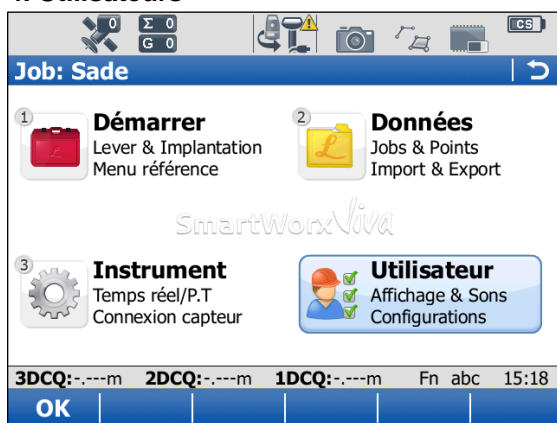 0 Σ 0
G 0
CS
Job: Sade
1 Démarrer
Lever & Implantation
Menu référence
2 Données
Jobs & Points
Import & Export
SmartWorx Viva
3 Instrument
Temps réel/P.T
Connexion capteur
Utilisateur
Affichage & Sons
Configurations
3DCQ:-.---m 2DCQ:-.---m 1DCQ:-.---m Fn abc 15:18
OK